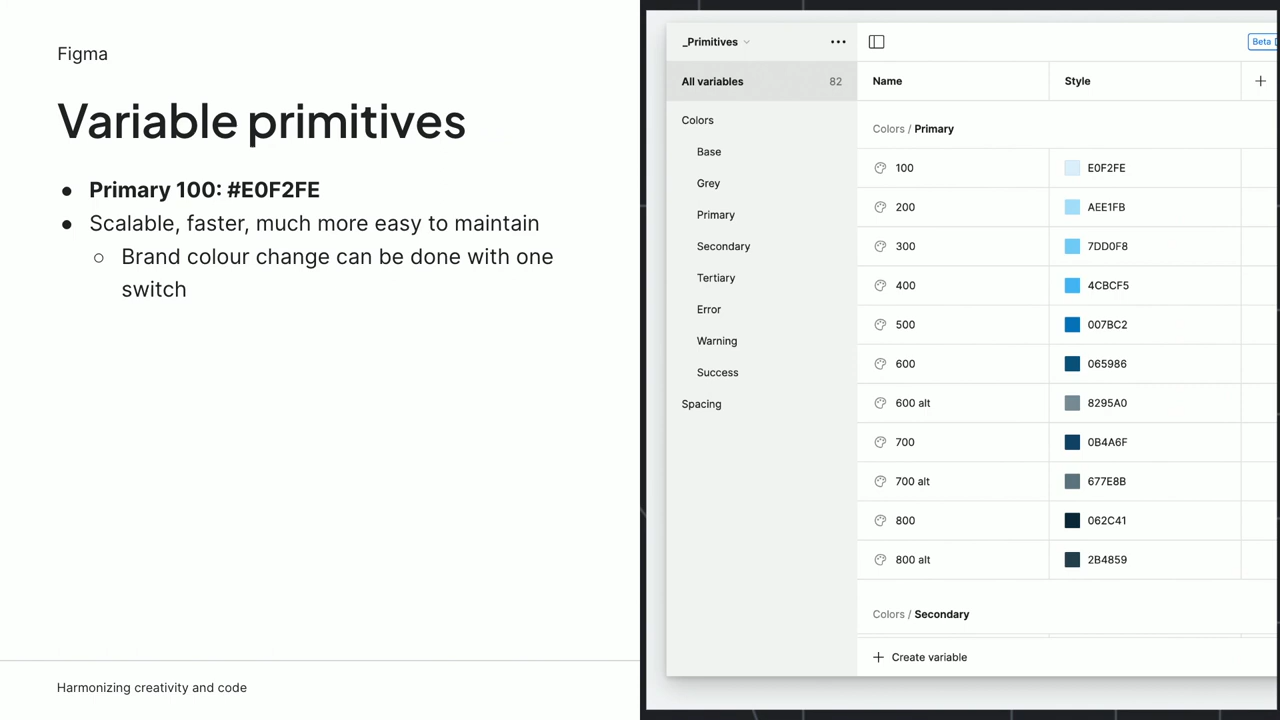 Figma
Variable primitives
● Primary 100: #E0F2FE
● Scalable, faster, much more easy to maintain
○ Brand colour change can be done with one
switch
Harmonizing creativity and code
_Primitives
All variables 82
Colors
Base
Grey
Primary
Secondary
Tertiary
Error
Warning
Success
Spacing
Beta
Name Style
Colors / Primary
100 E0F2FE
200 AEE1FB
300 7DD0F8
400 4CBCF5
500 007BC2
600 065986
600 alt 8295A0
700 0B4A6F
700 alt 677E8B
800 062C41
800 alt 2B4859
Colors / Secondary
Create variable